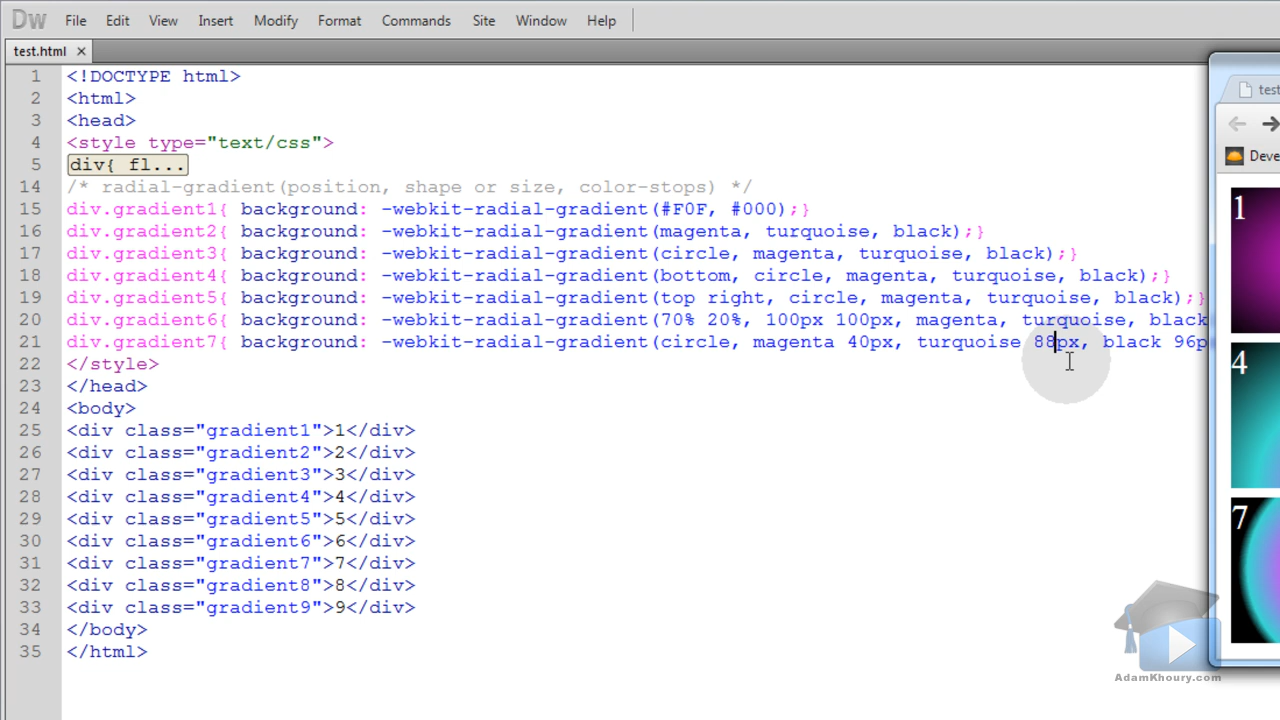 Dw File Edit View Insert Modify Format Commands Site Window Help
test.html ×
1 <!DOCTYPE html>
2 <html>
3 <head>
4 <style type="text/css">
5 div{ fl...
14 /* radial-gradient(position, shape or size, color-stops) */
15 div.gradient1{ background: -webkit-radial-gradient(#F0F, #000);}
16 div.gradient2{ background: -webkit-radial-gradient(magenta, turquoise, black);}
17 div.gradient3{ background: -webkit-radial-gradient(circle, magenta, turquoise, black);}
18 div.gradient4{ background: -webkit-radial-gradient(bottom, circle, magenta, turquoise, black);}
19 div.gradient5{ background: -webkit-radial-gradient(top right, circle, magenta, turquoise, black);}
20 div.gradient6{ background: -webkit-radial-gradient(70% 20%, 100px 100px, magenta, turquoise, black
21 div.gradient7{ background: -webkit-radial-gradient(circle, magenta 40px, turquoise 88px, black 96p
22 </style>
23 </head>
24 <body>
25 <div class="gradient1">1</div>
26 <div class="gradient2">2</div>
27 <div class="gradient3">3</div>
28 <div class="gradient4">4</div>
29 <div class="gradient5">5</div>
30 <div class="gradient6">6</div>
31 <div class="gradient7">7</div>
32 <div class="gradient8">8</div>
33 <div class="gradient9">9</div>
34 </body>
35 </html>
test
Deve
1
4
7
AdamKhoury.com